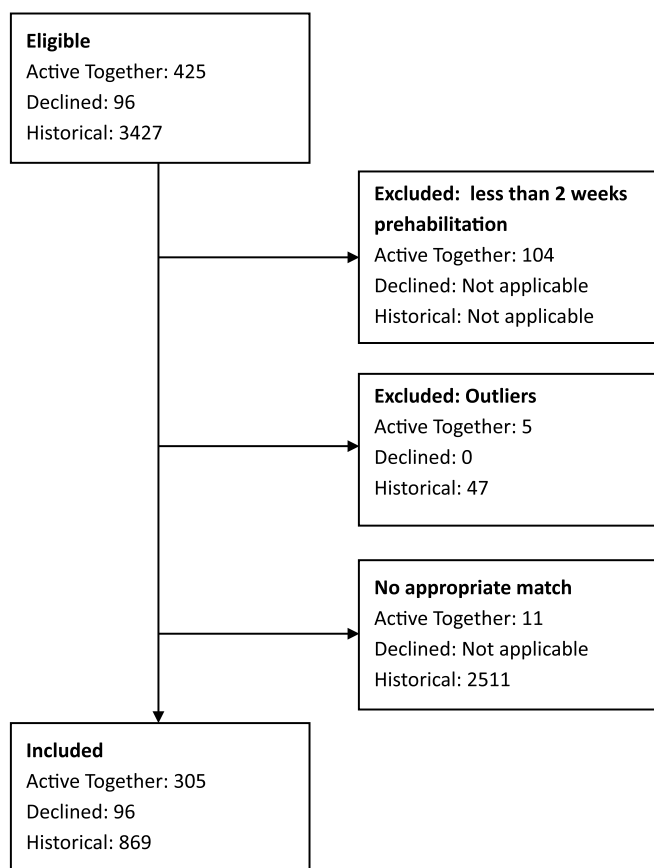 Eligible
Active Together: 425
Declined: 96
Historical: 3427
Excluded: less than 2 weeks
prehabilitation
Active Together: 104
Declined: Not applicable
Historical: Not applicable
Excluded: Outliers
Active Together: 5
Declined: 0
Historical: 47
No appropriate match
Active Together: 11
Declined: Not applicable
Historical: 2511
Included
Active Together: 305
Declined: 96
Historical: 869